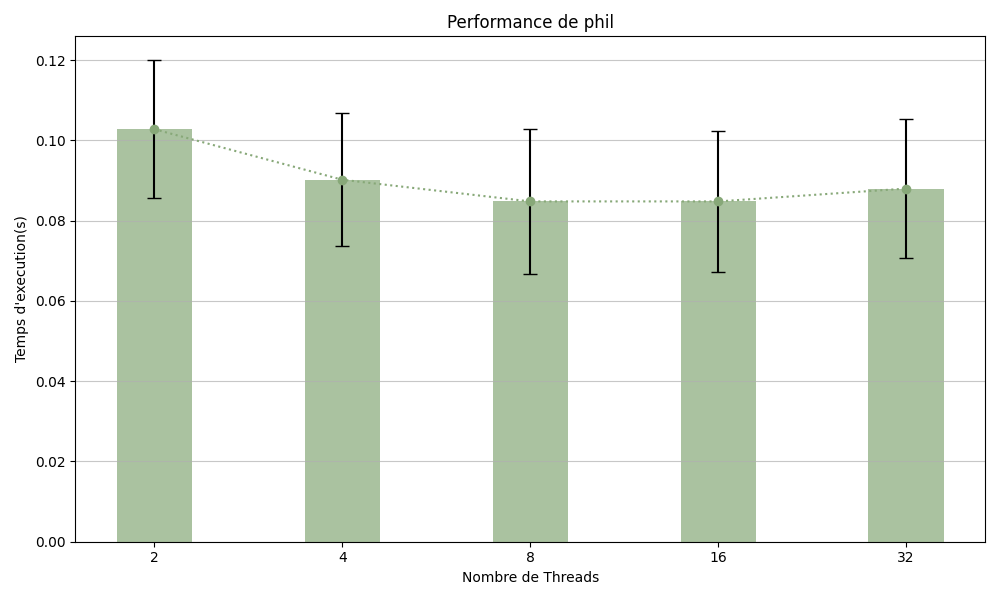 Performance de phil
0.12
0.10
0.08
0.06
0.04
0.02
0.00
Temps d'execution(s)
2 4 8 16 32
Nombre de Threads